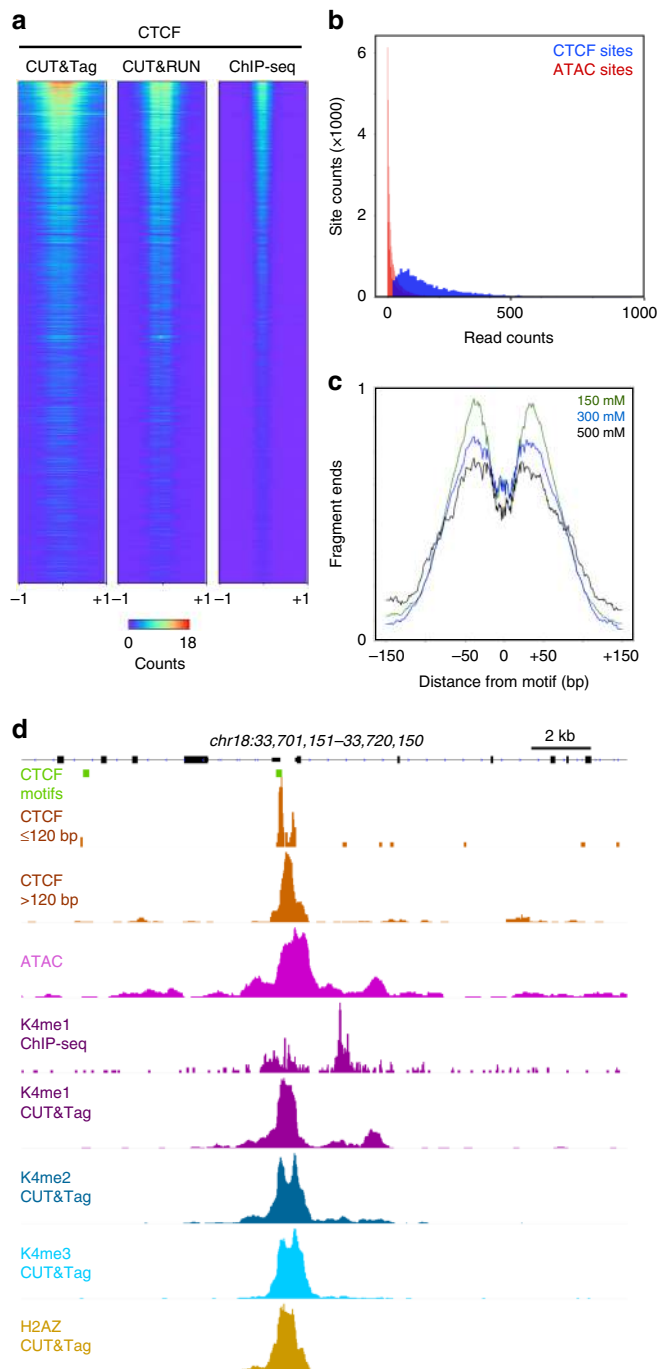 a
CTCF
CUT&Tag CUT&RUN ChIP-seq
−1 +1 −1 +1 −1 +1
0 18
Counts
b
CTCF sites
ATAC sites
Site counts (×1000)
6
4
2
0
0 500 1000
Read counts
c
150 mM
300 mM
500 mM
Fragment ends
1
0
−150 −50 0 +50 +150
Distance from motif (bp)
d
chr18:33,701,151–33,720,150
2 kb
CTCF
motifs
CTCF
≤120 bp
CTCF
>120 bp
ATAC
K4me1
ChIP-seq
K4me1
CUT&Tag
K4me2
CUT&Tag
K4me3
CUT&Tag
H2AZ
CUT&Tag